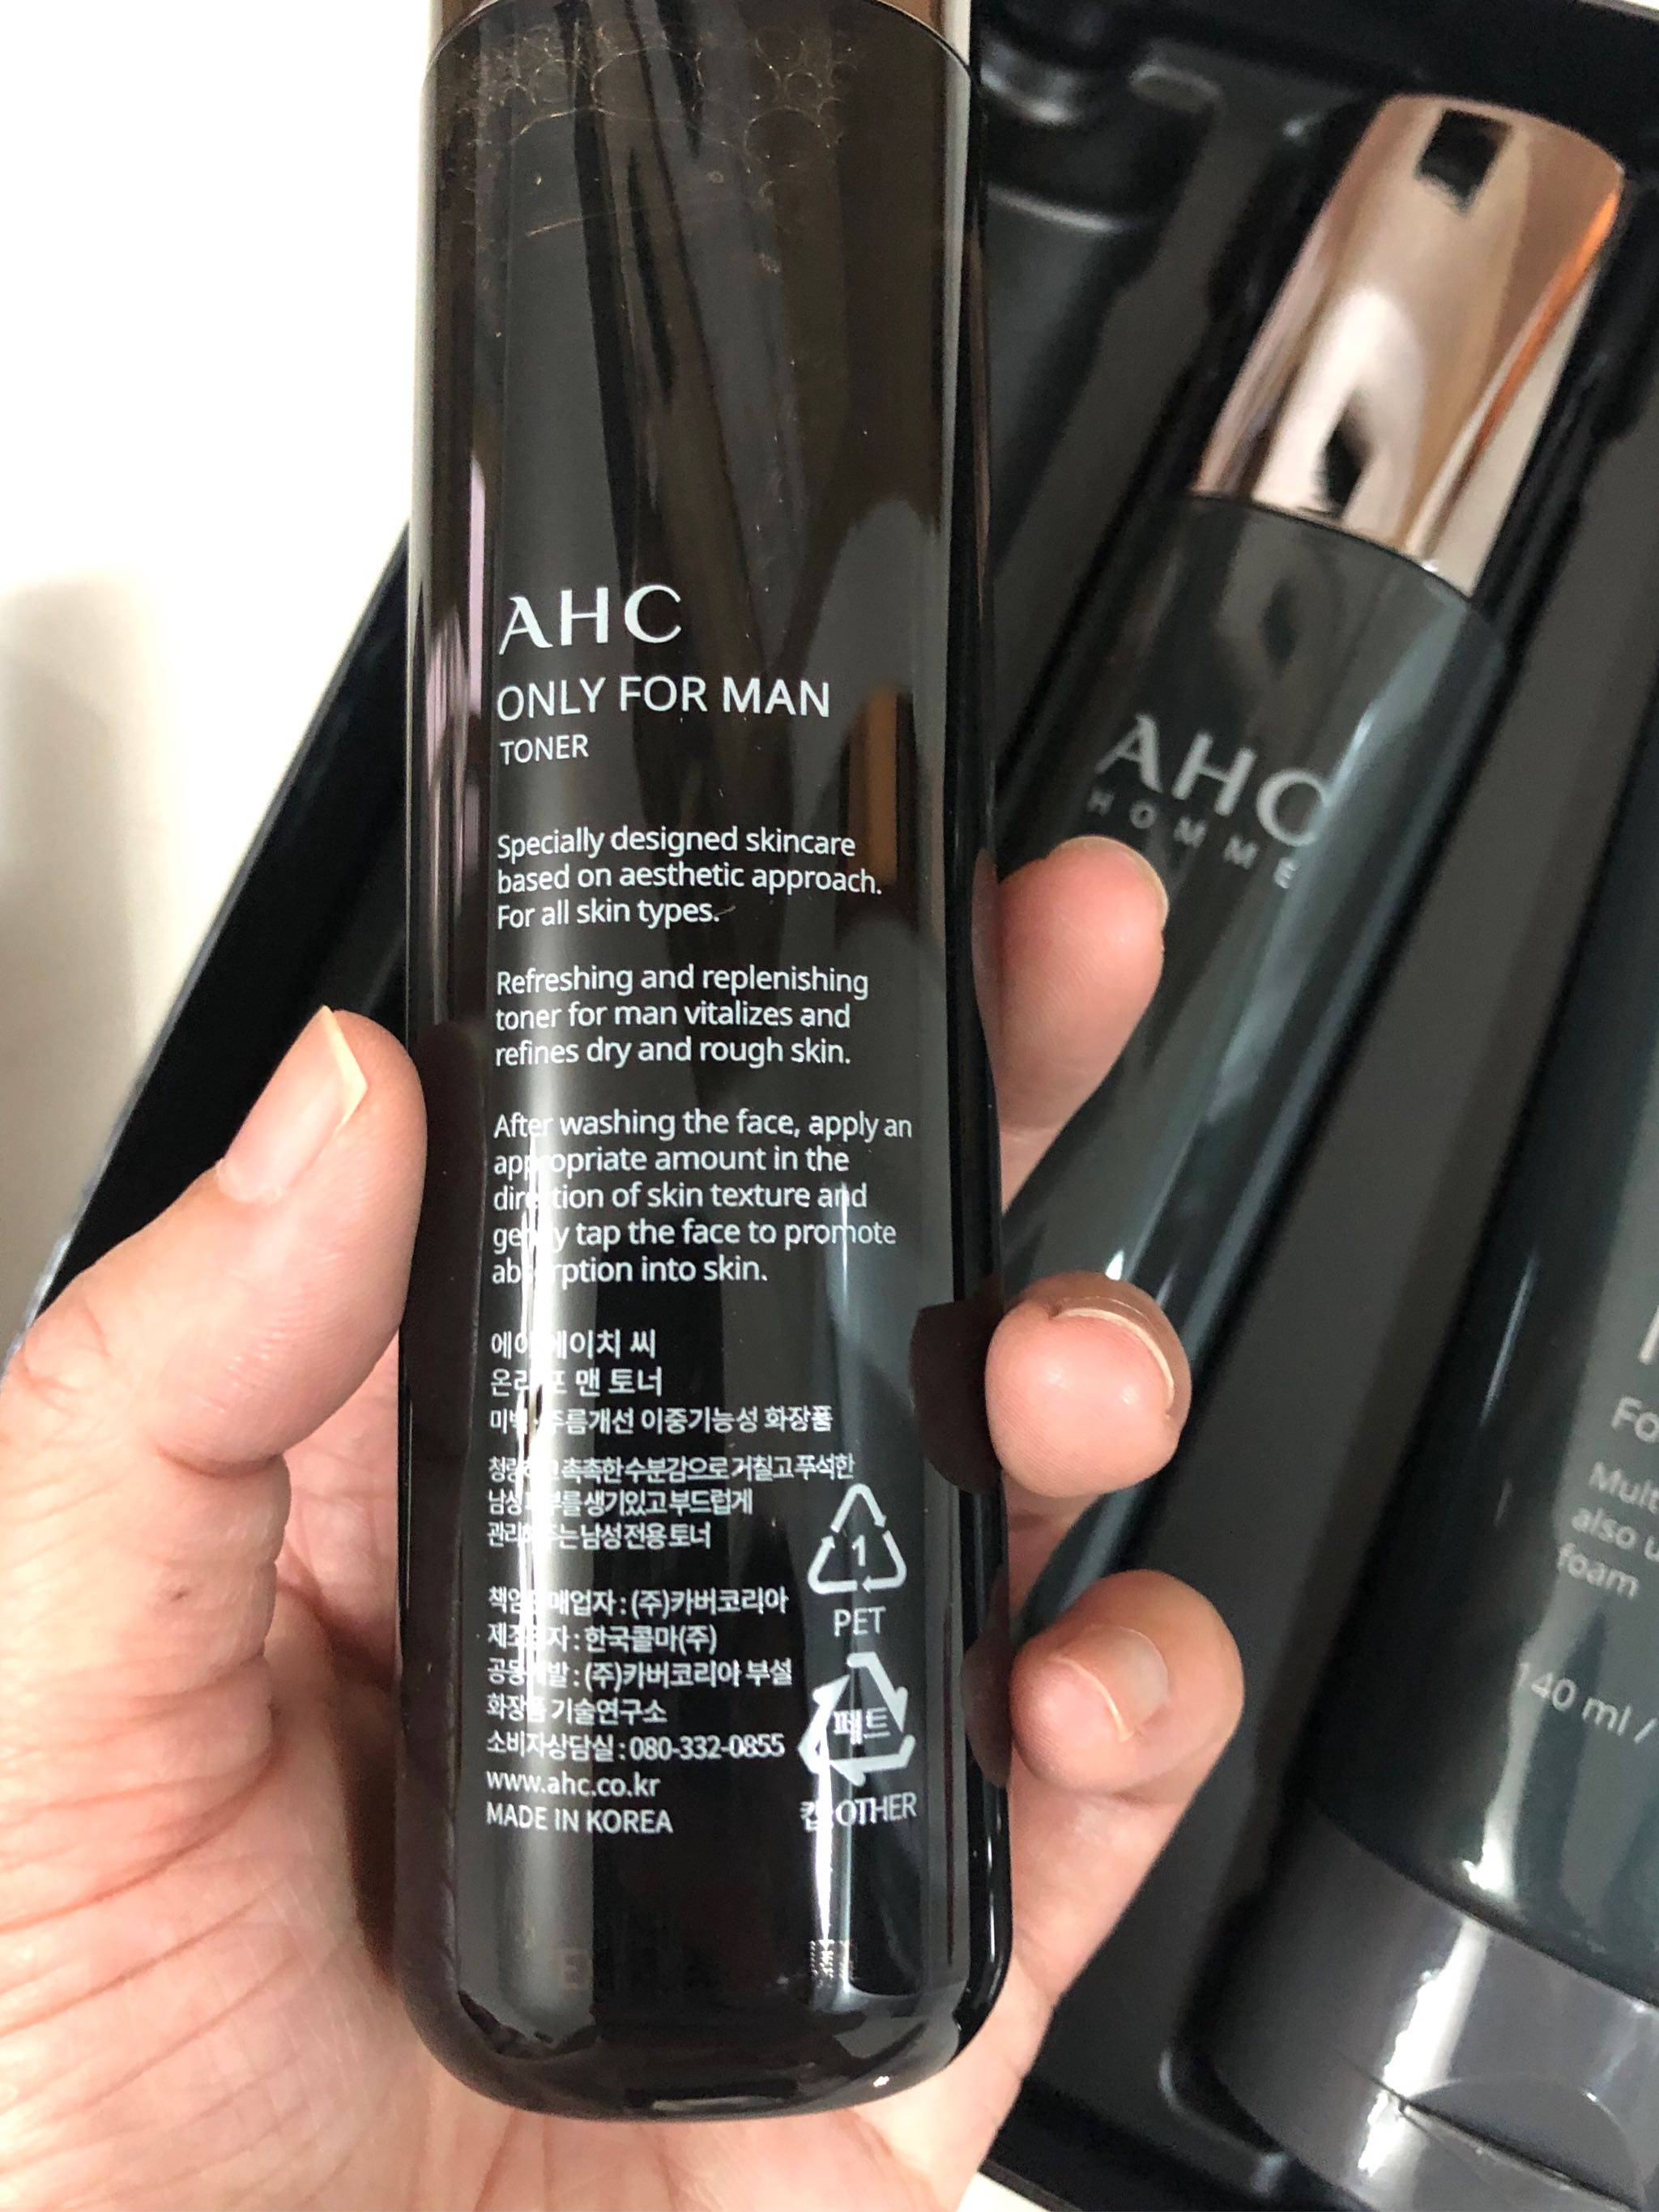 AHC
ONLY FOR MAN
TONER
Specially designed skincare
based on aesthetic approach.
For all skin types.
Refreshing and replenishing
toner for man vitalizes and
refines dry and rough skin.
After washing the face, apply an
appropriate amount in the
direction of skin texture and
gently tap the face to promote
absorption into skin.
에이에이치 씨
온리 포 맨 토너
미백·주름개선 이중기능성 화장품
청량하고 촉촉한 수분감으로 거칠고 푸석한
남성피부를 생기있고 부드럽게
관리해주는 남성 전용 토너
책임판매업자 : (주)카버코리아
제조업자 : 한국콜마(주)
공동개발 : (주)카버코리아 부설
화장품 기술연구소
소비자상담실 : 080-332-0855
www.ahc.co.kr
MADE IN KOREA
1
PET
페트
캡:OTHER
AHC
HOMME
also
foam
140 ml /